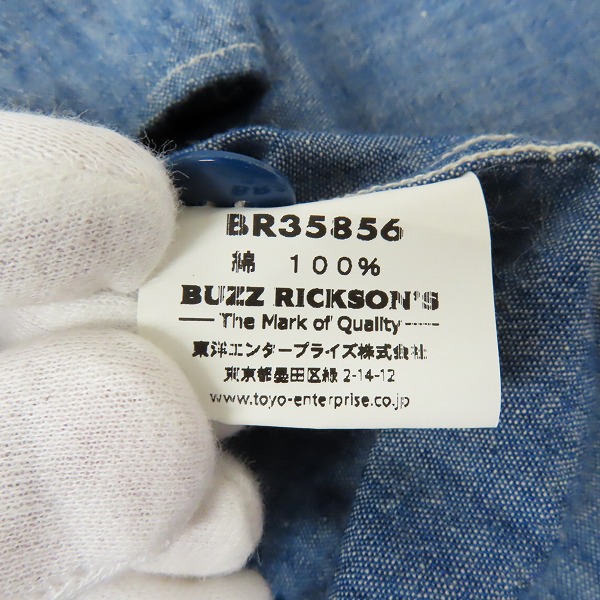 BR35856
綿 100%
BUZZ RICKSON'S
The Mark of Quality
東洋エンタープライズ株式会社
東京都墨田区緑 2-14-12
www.toyo-enterprise.co.jp